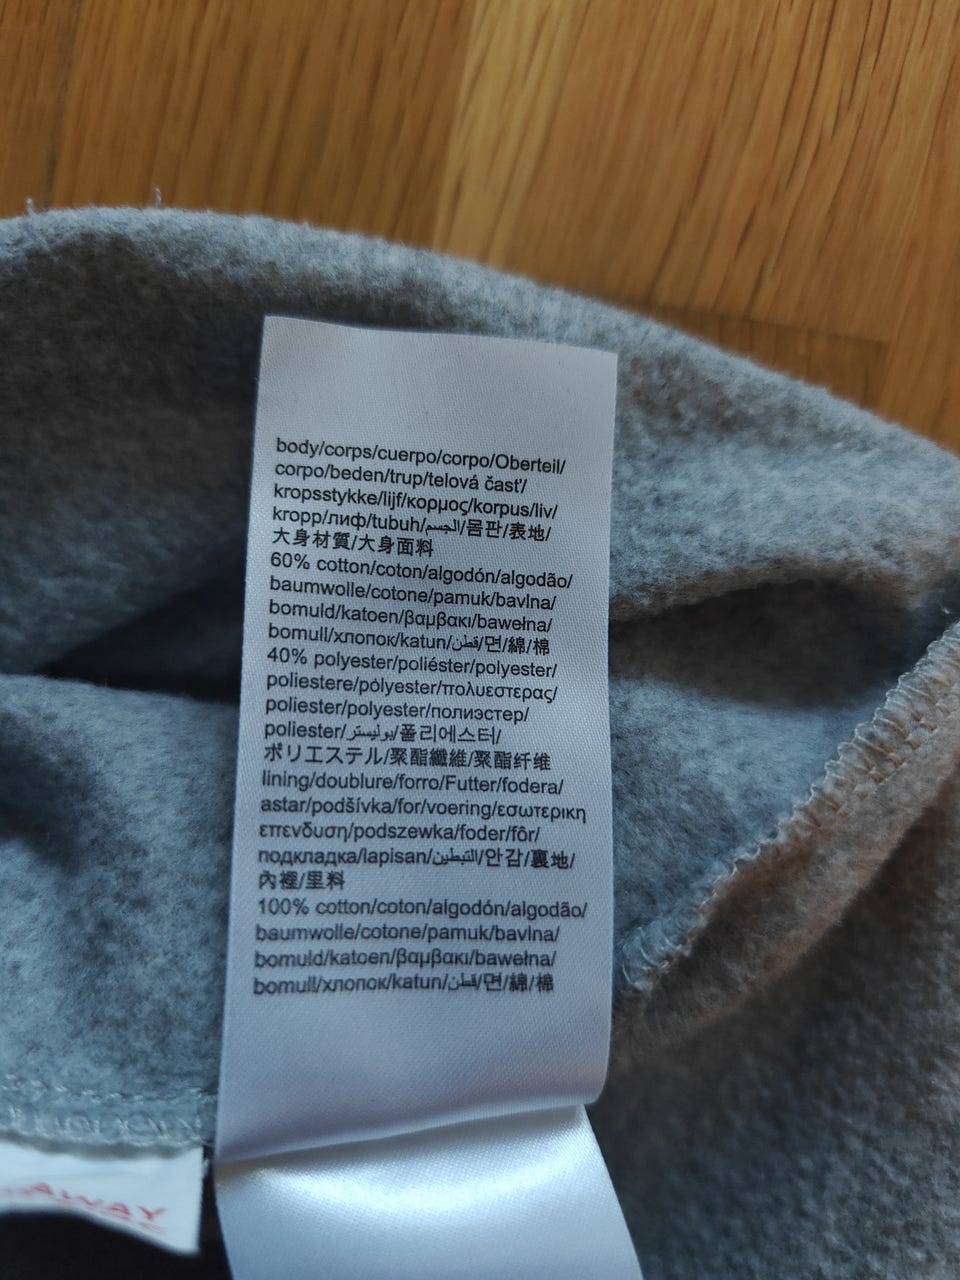 body/corps/cuerpo/corpo/Oberteil/
corpo/beden/trup/telová časť/
kropsstykke/lijf/κορμος/korpus/liv/
kropp/лиф/tubuh/الجسم/몸판/表地/
大身材質/大身面料
60% cotton/coton/algodón/algodão/
baumwolle/cotone/pamuk/bavlna/
bomuld/katoen/βαμβακι/bawełna/
bomull/хлопок/katun/قطن/면/綿/棉
40% polyester/poliéster/polyester/
poliestere/pólyester/πολυεστερας/
poliester/polyester/полиэстер/
poliester/بوليستر/폴리에스터/
ポリエステル/聚酯纖維/聚酯纤维
lining/doublure/forro/Futter/fodera/
astar/podšívka/for/voering/εσωτερικη
επενδυση/podszewka/foder/fôr/
подкладка/lapisan/التبطين/안감/裏地/
內裡/里料
100% cotton/coton/algodón/algodão/
baumwolle/cotone/pamuk/bavlna/
bomuld/katoen/βαμβακι/bawełna/
bomull/хлопок/katun/قطن/면/綿/棉
AWAY